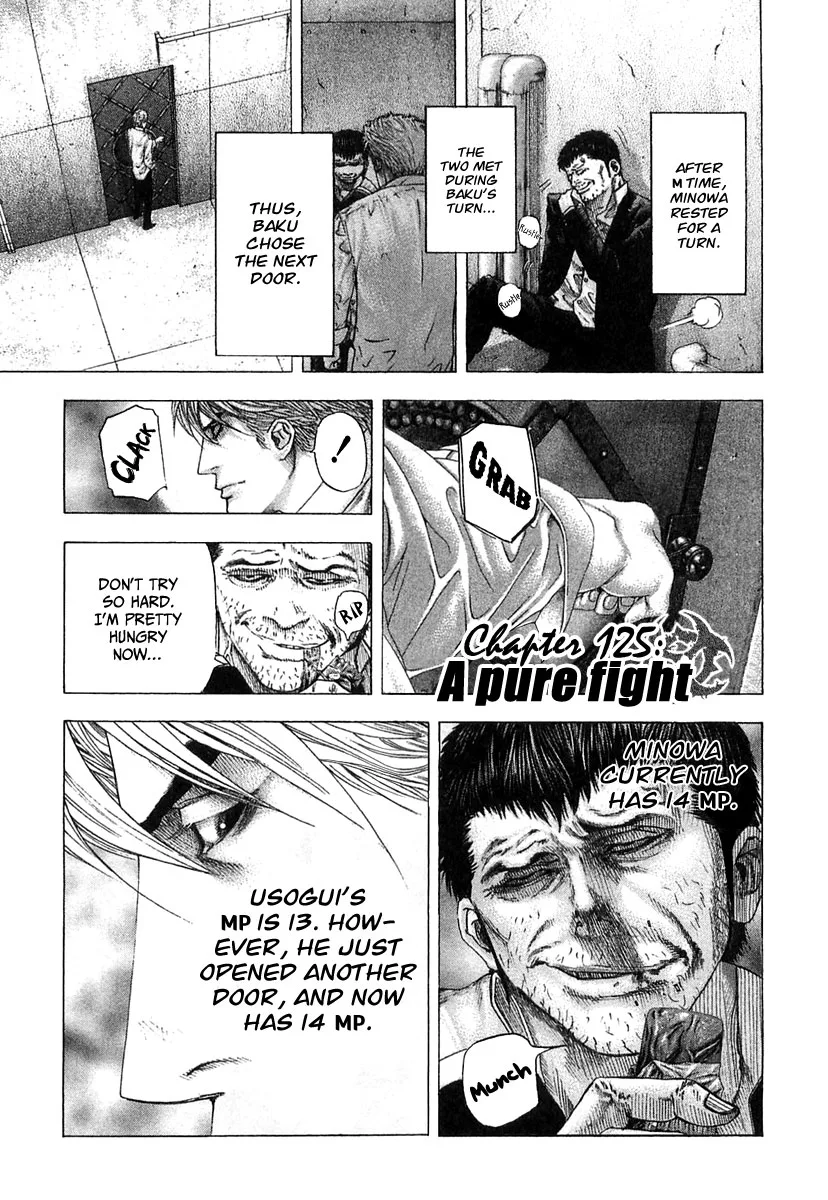 AFTER
M TIME,
MINOWA
RESTED
FOR A
TURN.
Rustle
Rustle
THE
TWO MET
DURING
BAKU'S
TURN...
THUS,
BAKU
CHOSE
THE NEXT
DOOR.
GRAB
!
CLACK
DON'T TRY
SO HARD.
I'M PRETTY
HUNGRY
NOW...
RIP
Chapter 125:
A pure fight
MINOWA
CURRENTLY
HAS 14 MP.
Munch
USOGUI'S
MP IS 13. HOW-
EVER, HE JUST
OPENED ANOTHER
DOOR, AND NOW
HAS 14 MP.